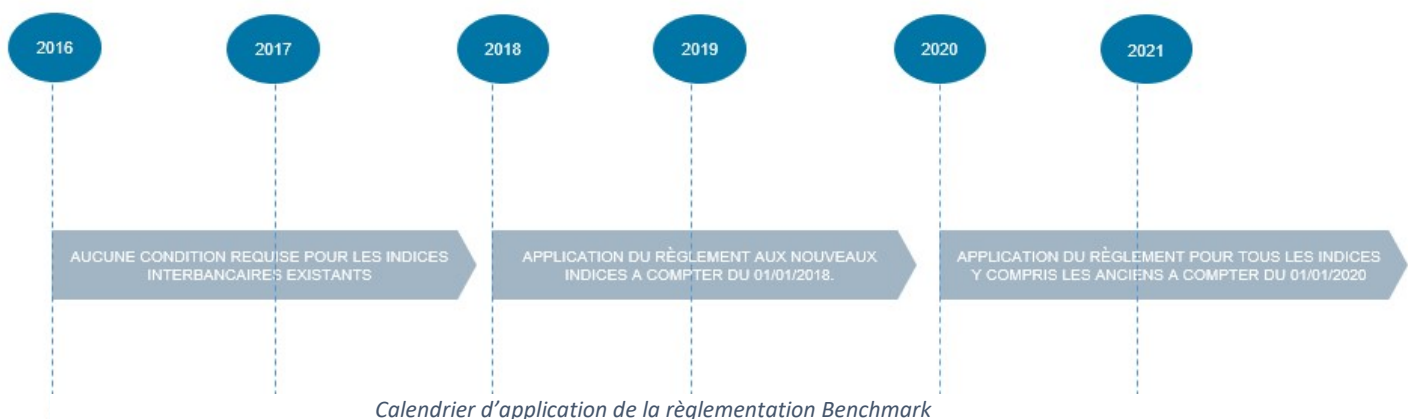 2016
2017
2018
2019
2020
2021
AUCUNE CONDITION REQUISE POUR LES INDICES
INTERBANCAIRES EXISTANTS
APPLICATION DU RÈGLEMENT AUX NOUVEAUX
INDICES A COMPTER DU 01/01/2018.
APPLICATION DU RÈGLEMENT POUR TOUS LES INDICES
Y COMPRIS LES ANCIENS A COMPTER DU 01/01/2020
Calendrier d'application de la règlementation Benchmark